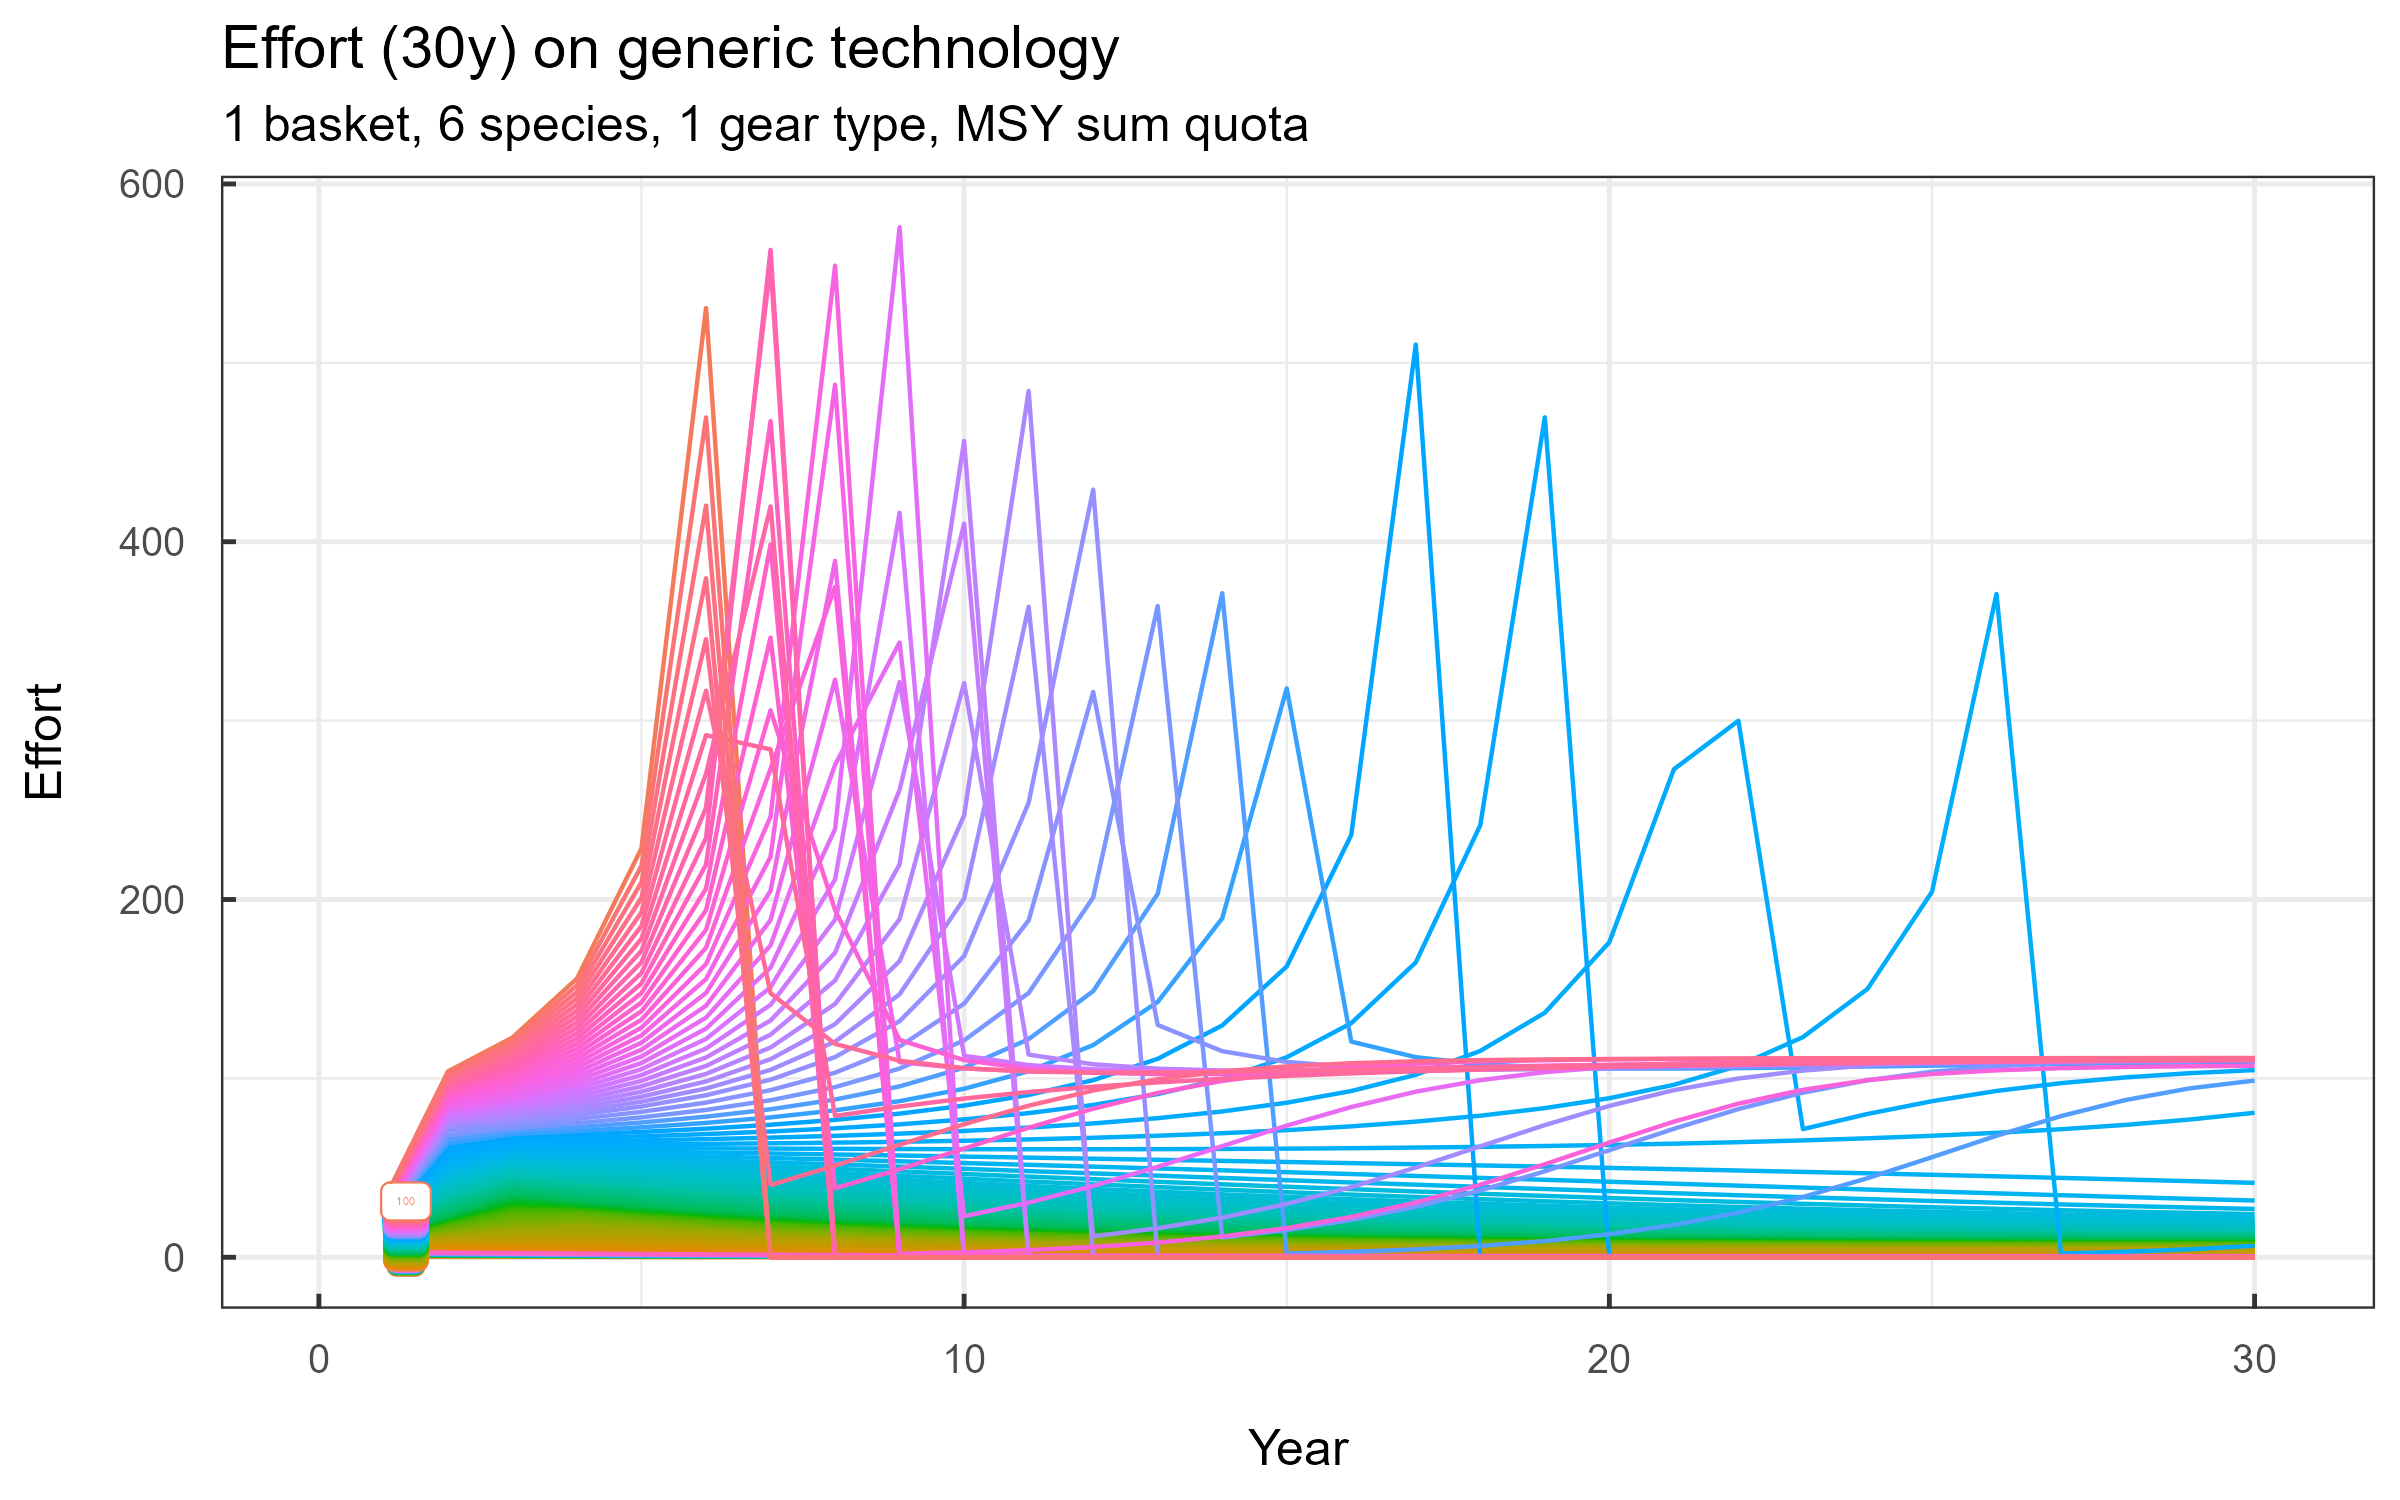 Effort (30y) on generic technology
1 basket, 6 species, 1 gear type, MSY sum quota
600
400
200
0
Effort
100
0
10
20
30
Year